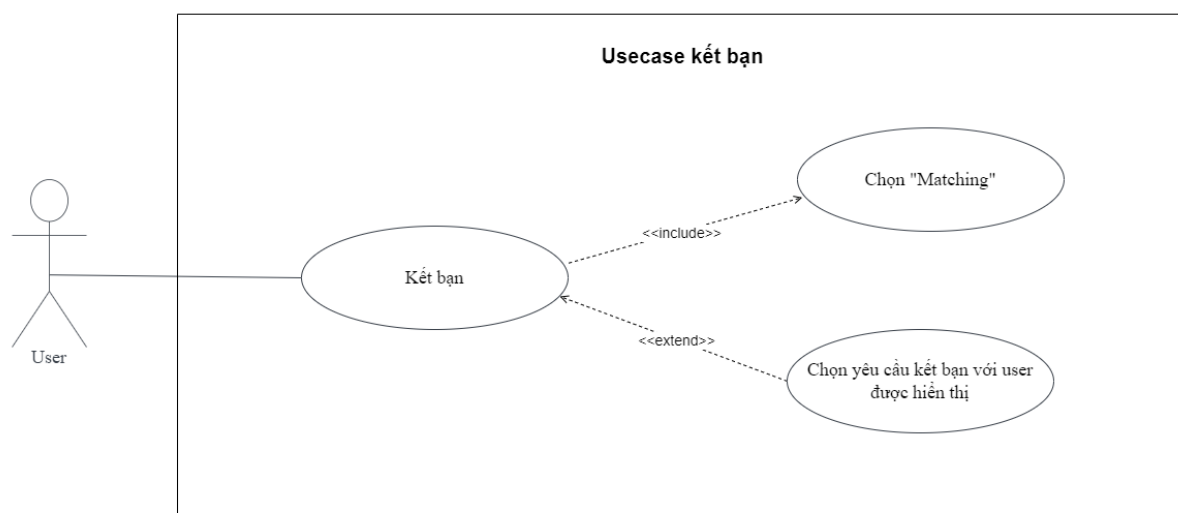 Usecase kết bạn
Chọn "Matching"
<<include>>
Kết bạn
<<extend>>
User
Chọn yêu cầu kết bạn với user
được hiển thị